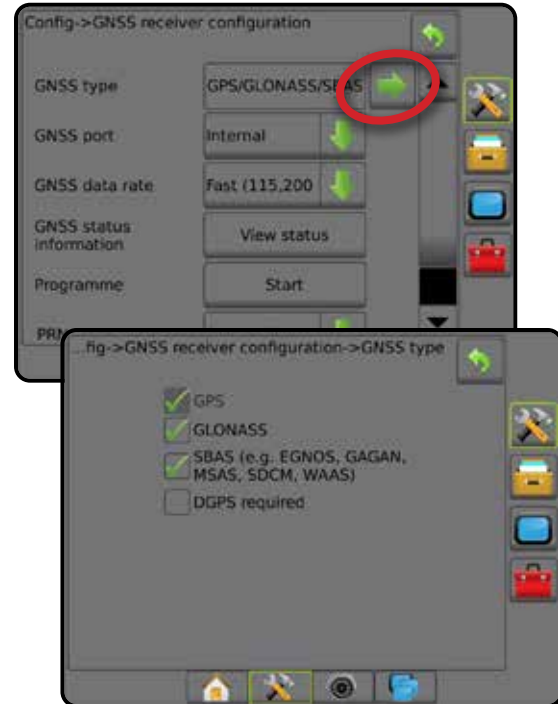 Config->GNSS receiver configuration
GNSS type
GPS/GLONASS/SBAS
GNSS port
Internal
GNSS data rate
Fast (115,200
GNSS status
information
View status
Programme
Start
PRN
...fig->GNSS receiver configuration->GNSS type
GPS
GLONASS
SBAS (e.g. EGNOS, GAGAN,
MSAS, SDCM, WAAS)
DGPS required